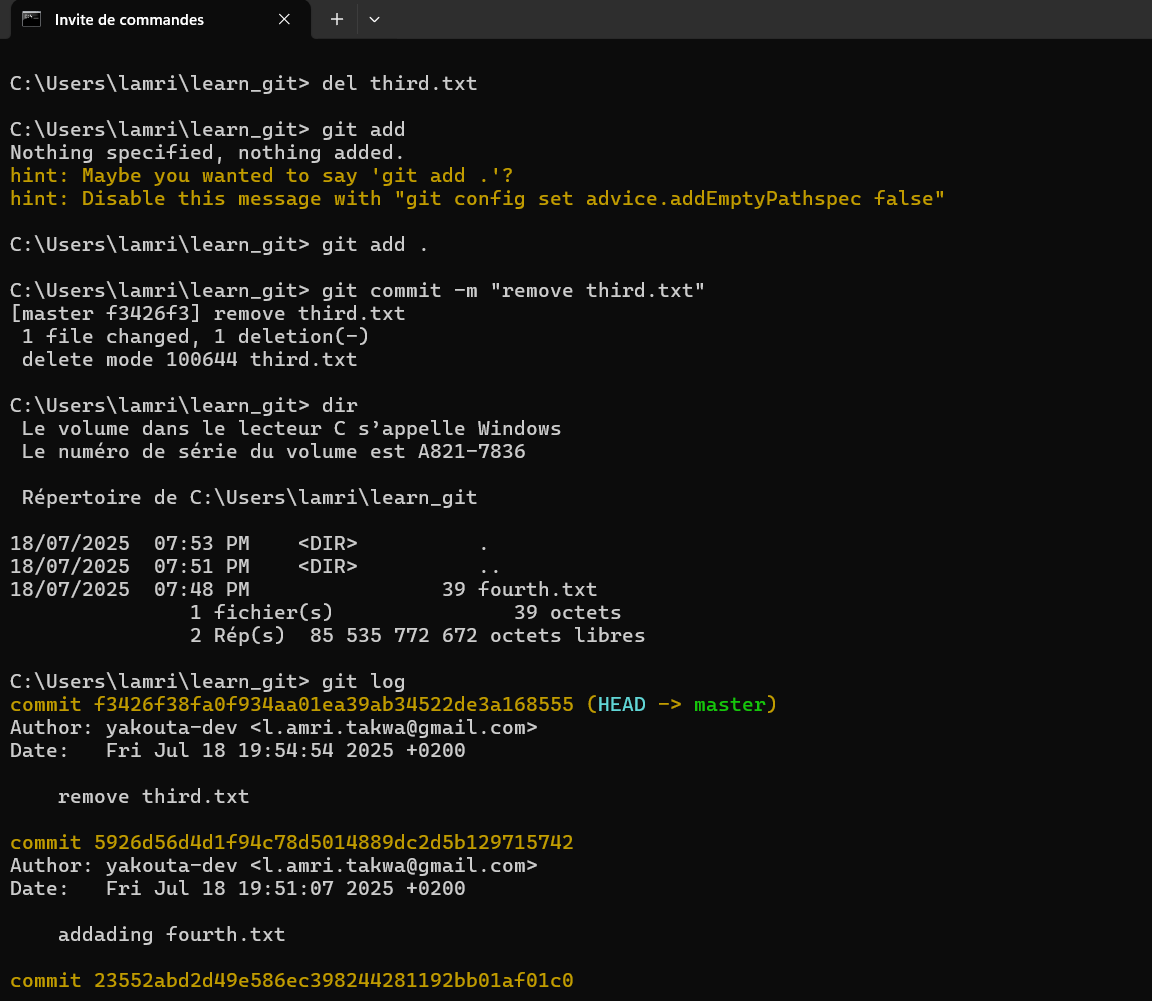 Invite de commandes
C:\Users\lamri\learn_git> del third.txt
C:\Users\lamri\learn_git> git add
Nothing specified, nothing added.
hint: Maybe you wanted to say 'git add .'?
hint: Disable this message with "git config set advice.addEmptyPathspec false"
C:\Users\lamri\learn_git> git add .
C:\Users\lamri\learn_git> git commit -m "remove third.txt"
[master f3426f3] remove third.txt
 1 file changed, 1 deletion(-)
 delete mode 100644 third.txt
C:\Users\lamri\learn_git> dir
 Le volume dans le lecteur C s’appelle Windows
 Le numéro de série du volume est A821-7836
 Répertoire de C:\Users\lamri\learn_git
18/07/2025  07:53 PM    <DIR>          .
18/07/2025  07:51 PM    <DIR>          ..
18/07/2025  07:48 PM                39 fourth.txt
               1 fichier(s)               39 octets
               2 Rép(s)  85 535 772 672 octets libres
C:\Users\lamri\learn_git> git log
commit f3426f38fa0f934aa01ea39ab34522de3a168555 (HEAD -> master)
Author: yakouta-dev <l.amri.takwa@gmail.com>
Date:   Fri Jul 18 19:54:54 2025 +0200
    remove third.txt
commit 5926d56d4d1f94c78d5014889dc2d5b129715742
Author: yakouta-dev <l.amri.takwa@gmail.com>
Date:   Fri Jul 18 19:51:07 2025 +0200
    addading fourth.txt
commit 23552abd2d49e586ec398244281192bb01af01c0